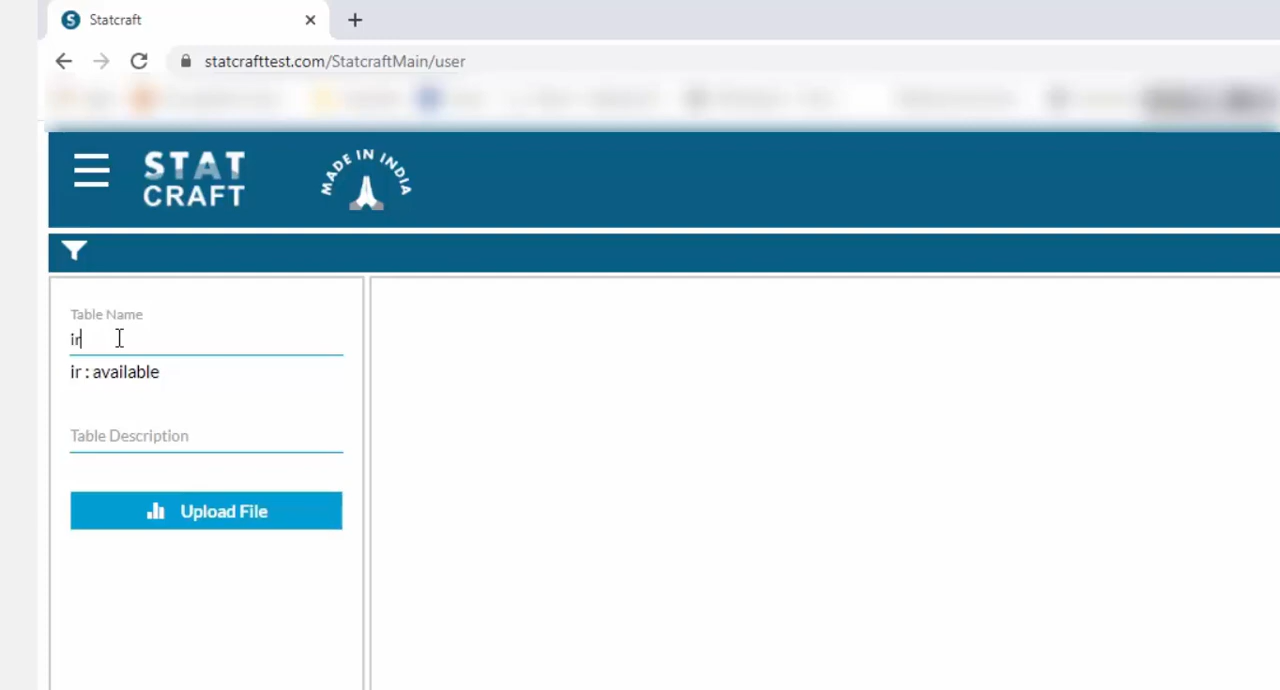 Statcraft
statcrafttest.com/StatcraftMain/user
STAT
CRAFT
MADE IN INDIA
Table Name
ir
ir : available
Table Description
Upload File